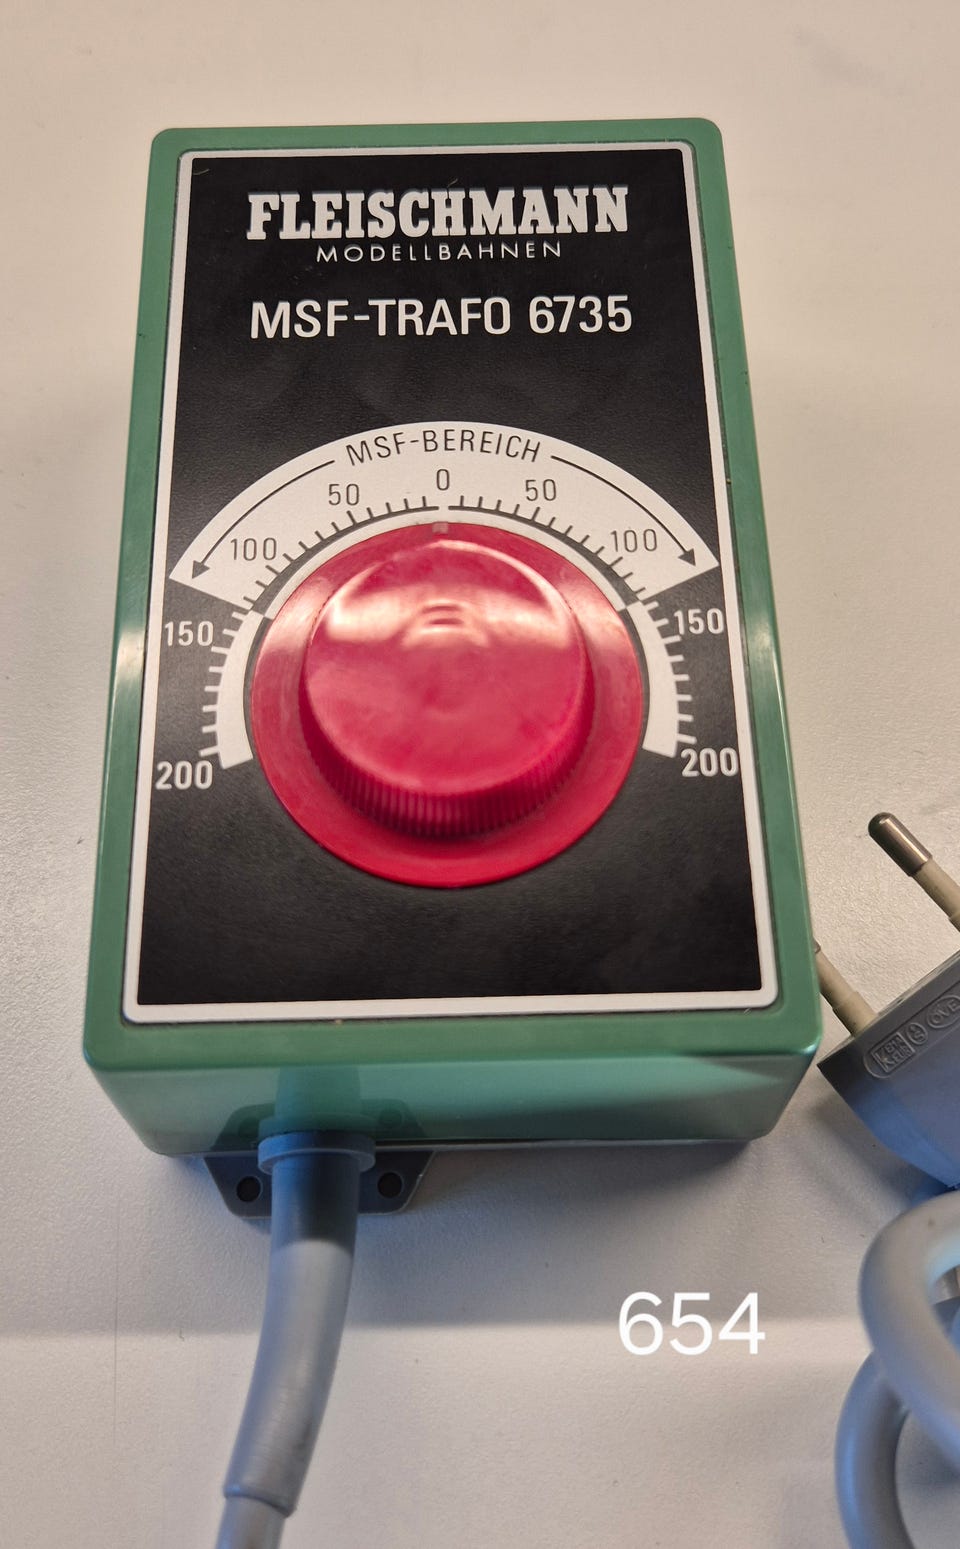 FLEISCHMANN
MODELLBAHNEN
MSF-TRAFO 6735
MSF-BEREICH
0
50 50
100 100
150 150
200 200
654